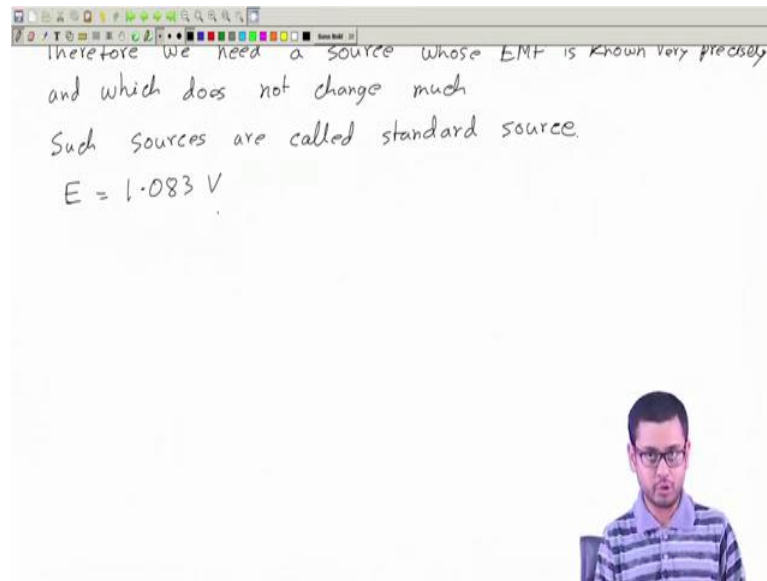 Therefore we need a source whose EMF is known very precisely
and which does not change much
Such sources are called standard source.
E = 1.083 V